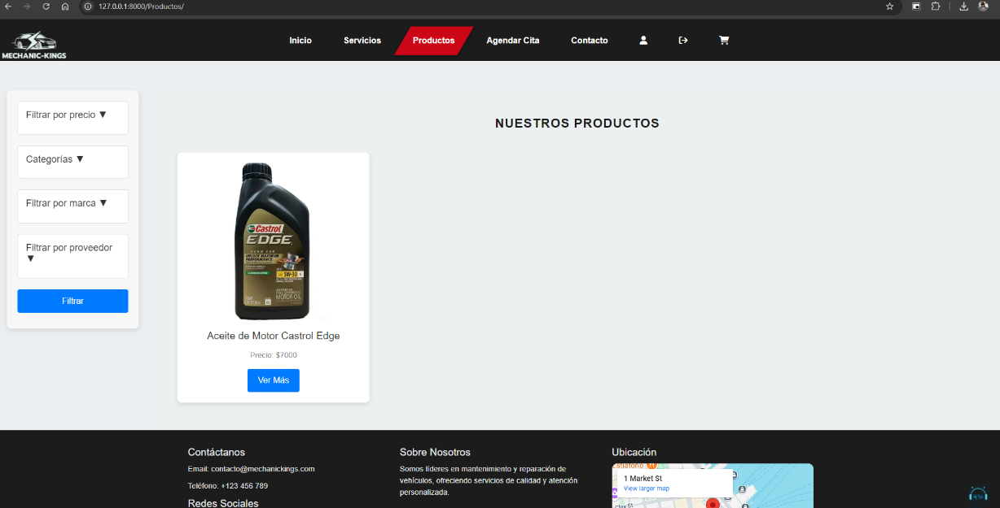 127.0.0.1:8000/Productos/
MECHANIC-KINGS
Inicio
Servicios
Productos
Agendar Cita
Contacto
Filtrar por precio ▼
Categorías ▼
Filtrar por marca ▼
Filtrar por proveedor
▼
Filtrar
NUESTROS PRODUCTOS
Castrol
EDGE
5W-30
MOTOR OIL
Aceite de Motor Castrol Edge
Precio: $7000
Ver Más
Contáctanos
Email: contacto@mechanickings.com
Teléfono: +123 456 789
Redes Sociales
Sobre Nosotros
Somos líderes en mantenimiento y reparación de
vehículos, ofreciendo servicios de calidad y atención
personalizada.
Ubicación
1 Market St
View larger map